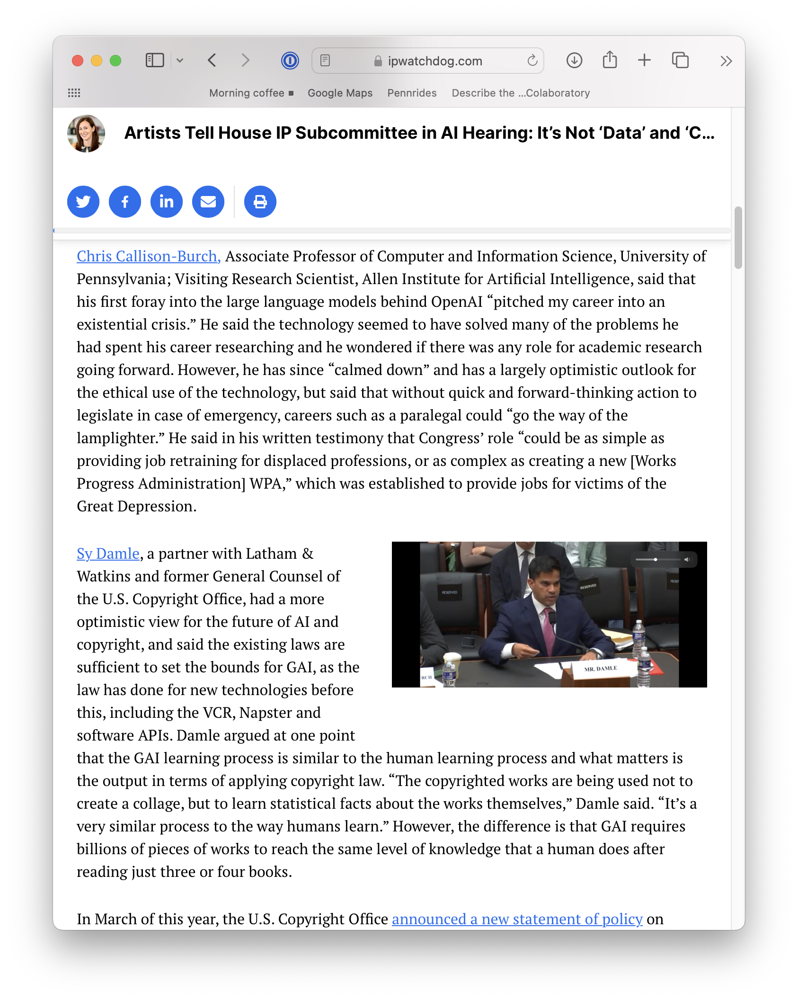 ipwatchdog.com
Morning coffee
Google Maps
Pennrides
Describe the ...Colaboratory
Artists Tell House IP Subcommittee in AI Hearing: It’s Not ‘Data’ and ‘C...
Chris Callison-Burch, Associate Professor of Computer and Information Science, University of
Pennsylvania; Visiting Research Scientist, Allen Institute for Artificial Intelligence, said that
his first foray into the large language models behind OpenAI “pitched my career into an
existential crisis.” He said the technology seemed to have solved many of the problems he
had spent his career researching and he wondered if there was any role for academic research
going forward. However, he has since “calmed down” and has a largely optimistic outlook for
the ethical use of the technology, but said that without quick and forward-thinking action to
legislate in case of emergency, careers such as a paralegal could “go the way of the
lamplighter.” He said in his written testimony that Congress’ role “could be as simple as
providing job retraining for displaced professions, or as complex as creating a new [Works
Progress Administration] WPA,” which was established to provide jobs for victims of the
Great Depression.
Sy Damle, a partner with Latham &
Watkins and former General Counsel of
the U.S. Copyright Office, had a more
optimistic view for the future of AI and
copyright, and said the existing laws are
sufficient to set the bounds for GAI, as the
law has done for new technologies before
this, including the VCR, Napster and
software APIs. Damle argued at one point
RESERVED
RESERVED
RESER
RCH
MR. DAMLE
that the GAI learning process is similar to the human learning process and what matters is
the output in terms of applying copyright law. “The copyrighted works are being used not to
create a collage, but to learn statistical facts about the works themselves,” Damle said. “It’s a
very similar process to the way humans learn.” However, the difference is that GAI requires
billions of pieces of works to reach the same level of knowledge that a human does after
reading just three or four books.
In March of this year, the U.S. Copyright Office announced a new statement of policy on